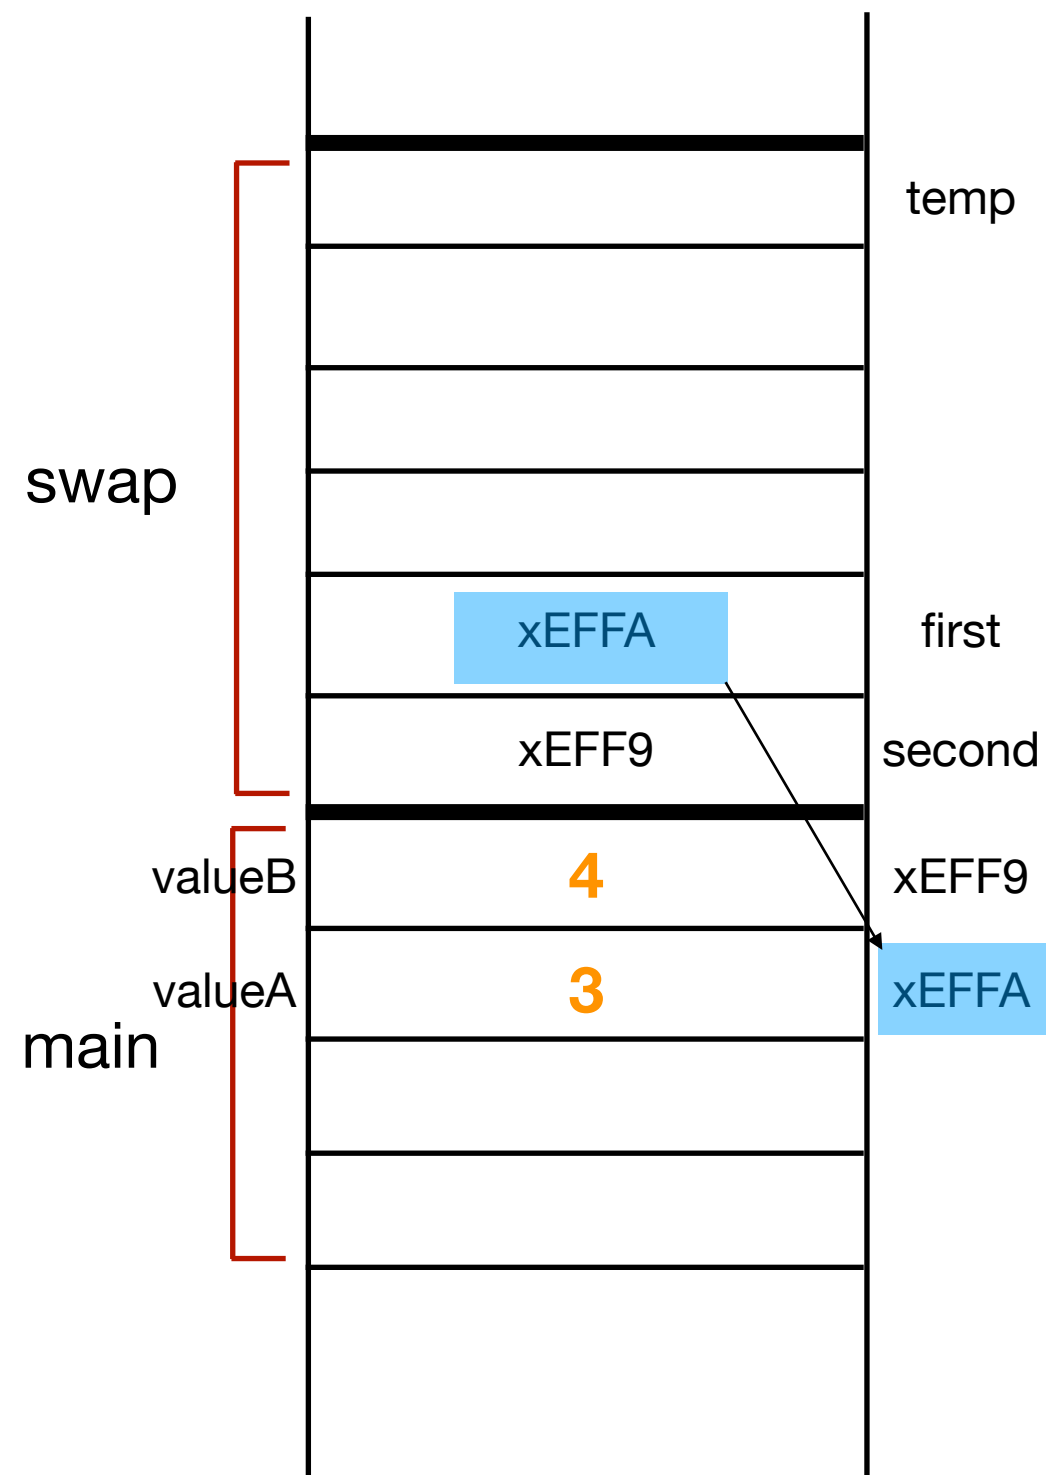 temp
swap
xEFFA first
xEFF9 second
valueB 4 xEFF9
valueA 3 xEFFA
main